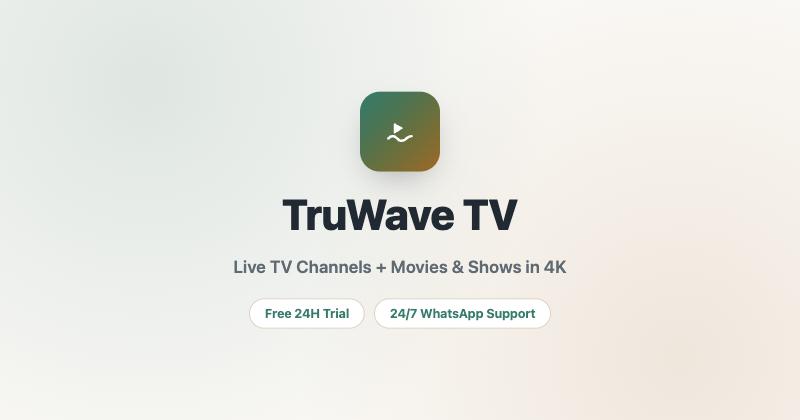 TruWave TV
Live TV Channels + Movies & Shows in 4K
Free 24H Trial
24/7 WhatsApp Support